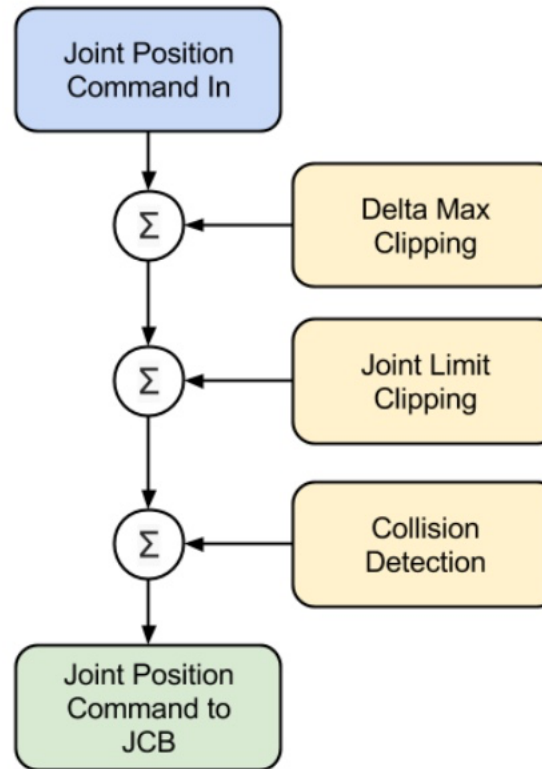 Joint Position
Command In
Σ
Delta Max
Clipping
Σ
Joint Limit
Clipping
Σ
Collision
Detection
Joint Position
Command to
JCB